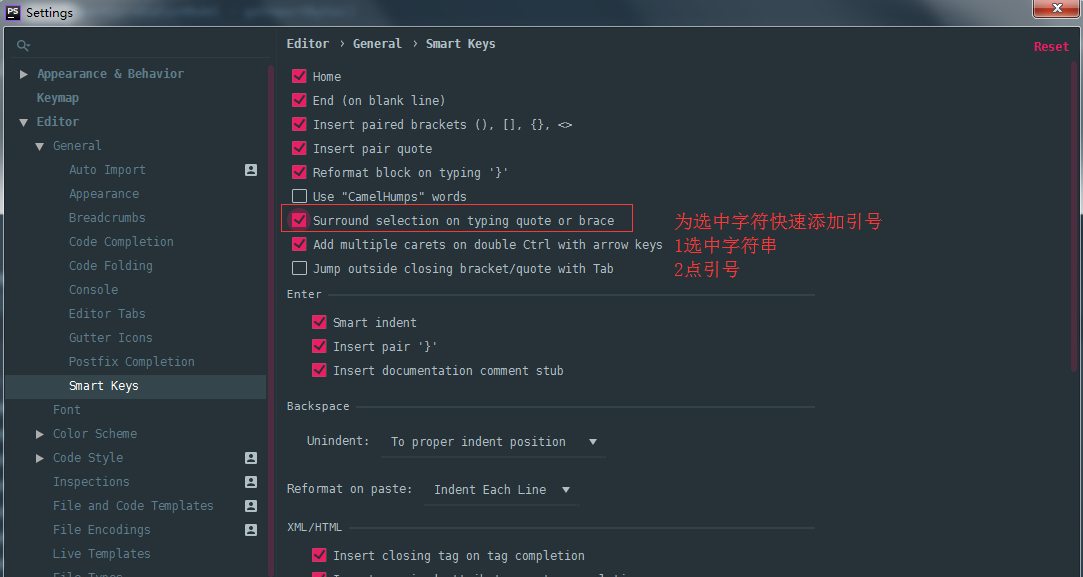 PS Settings
Editor › General › Smart Keys
Reset
Appearance & Behavior
Keymap
Editor
General
Auto Import
Appearance
Breadcrumbs
Code Completion
Code Folding
Console
Editor Tabs
Gutter Icons
Postfix Completion
Smart Keys
Font
Color Scheme
Code Style
Inspections
File and Code Templates
File Encodings
Live Templates
File Types
Home
End (on blank line)
Insert paired brackets (), [], {}, <>
Insert pair quote
Reformat block on typing '}'
Use "CamelHumps" words
Surround selection on typing quote or brace
为选中字符快速添加引号
Add multiple carets on double Ctrl with arrow keys
1选中字符串
Jump outside closing bracket/quote with Tab
2点引号
Enter
Smart indent
Insert pair '}'
Insert documentation comment stub
Backspace
Unindent: To proper indent position
Reformat on paste: Indent Each Line
XML/HTML
Insert closing tag on tag completion